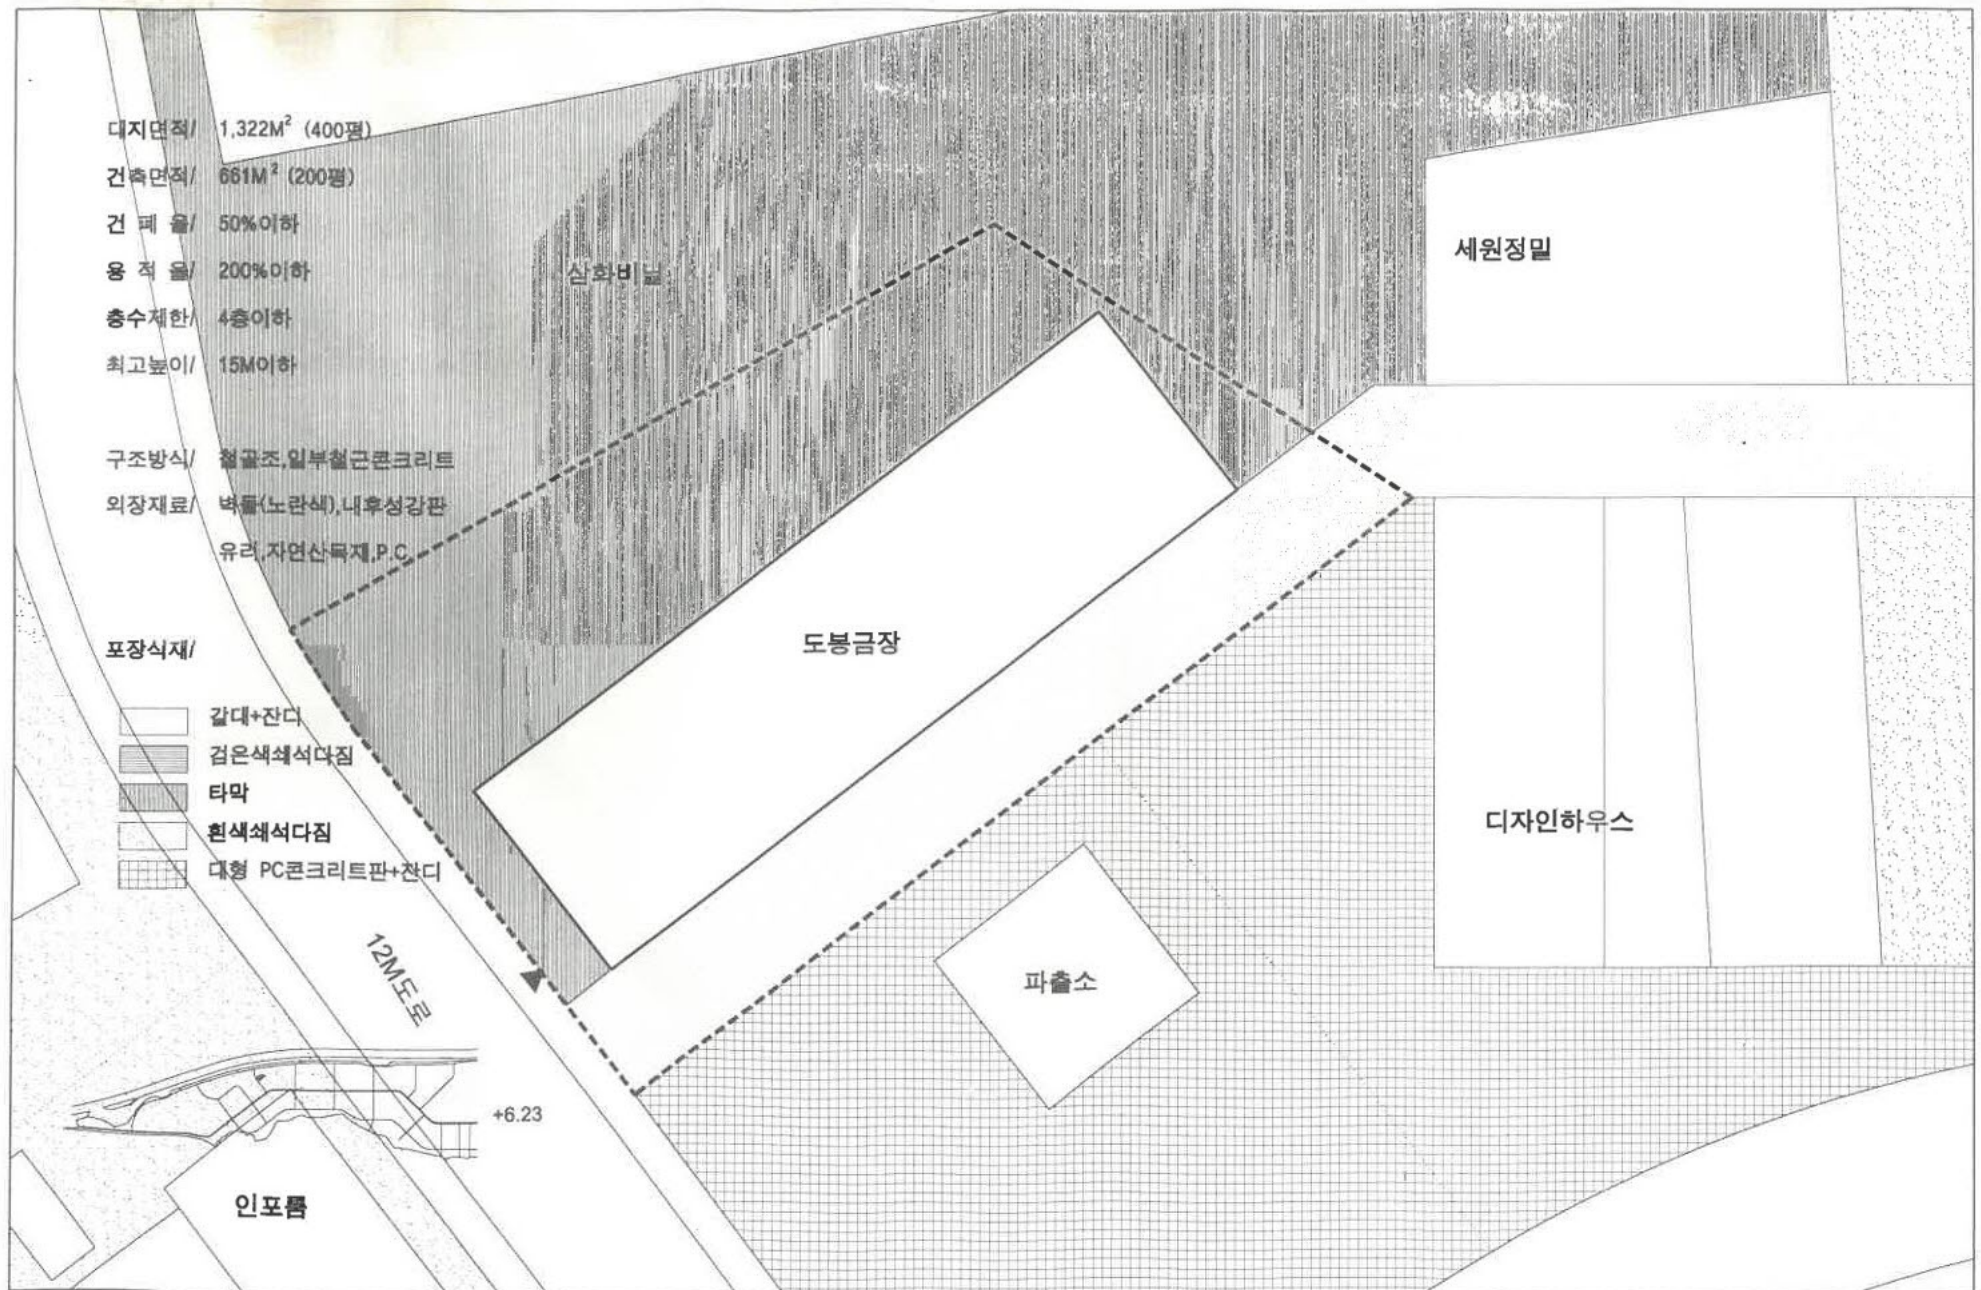 대지면적/ 1,322M² (400평)
건축면적/ 661M² (200평)
건 폐 율/ 50%이하
용 적 율/ 200%이하
층수제한/ 4층이하
최고높이/ 15M이하
구조방식/ 철골조,일부철근콘크리트
외장재료/ 벽돌(노란색),내후성강판
유리,자연산목재,P.C
포장식재/
갈대+잔디
검은색쇄석다짐
타막
흰색쇄석다짐
대형 PC콘크리트판+잔디
삼화비닐
세원정밀
도봉금장
디자인하우스
파출소
12M도로
+6.23
인포룸